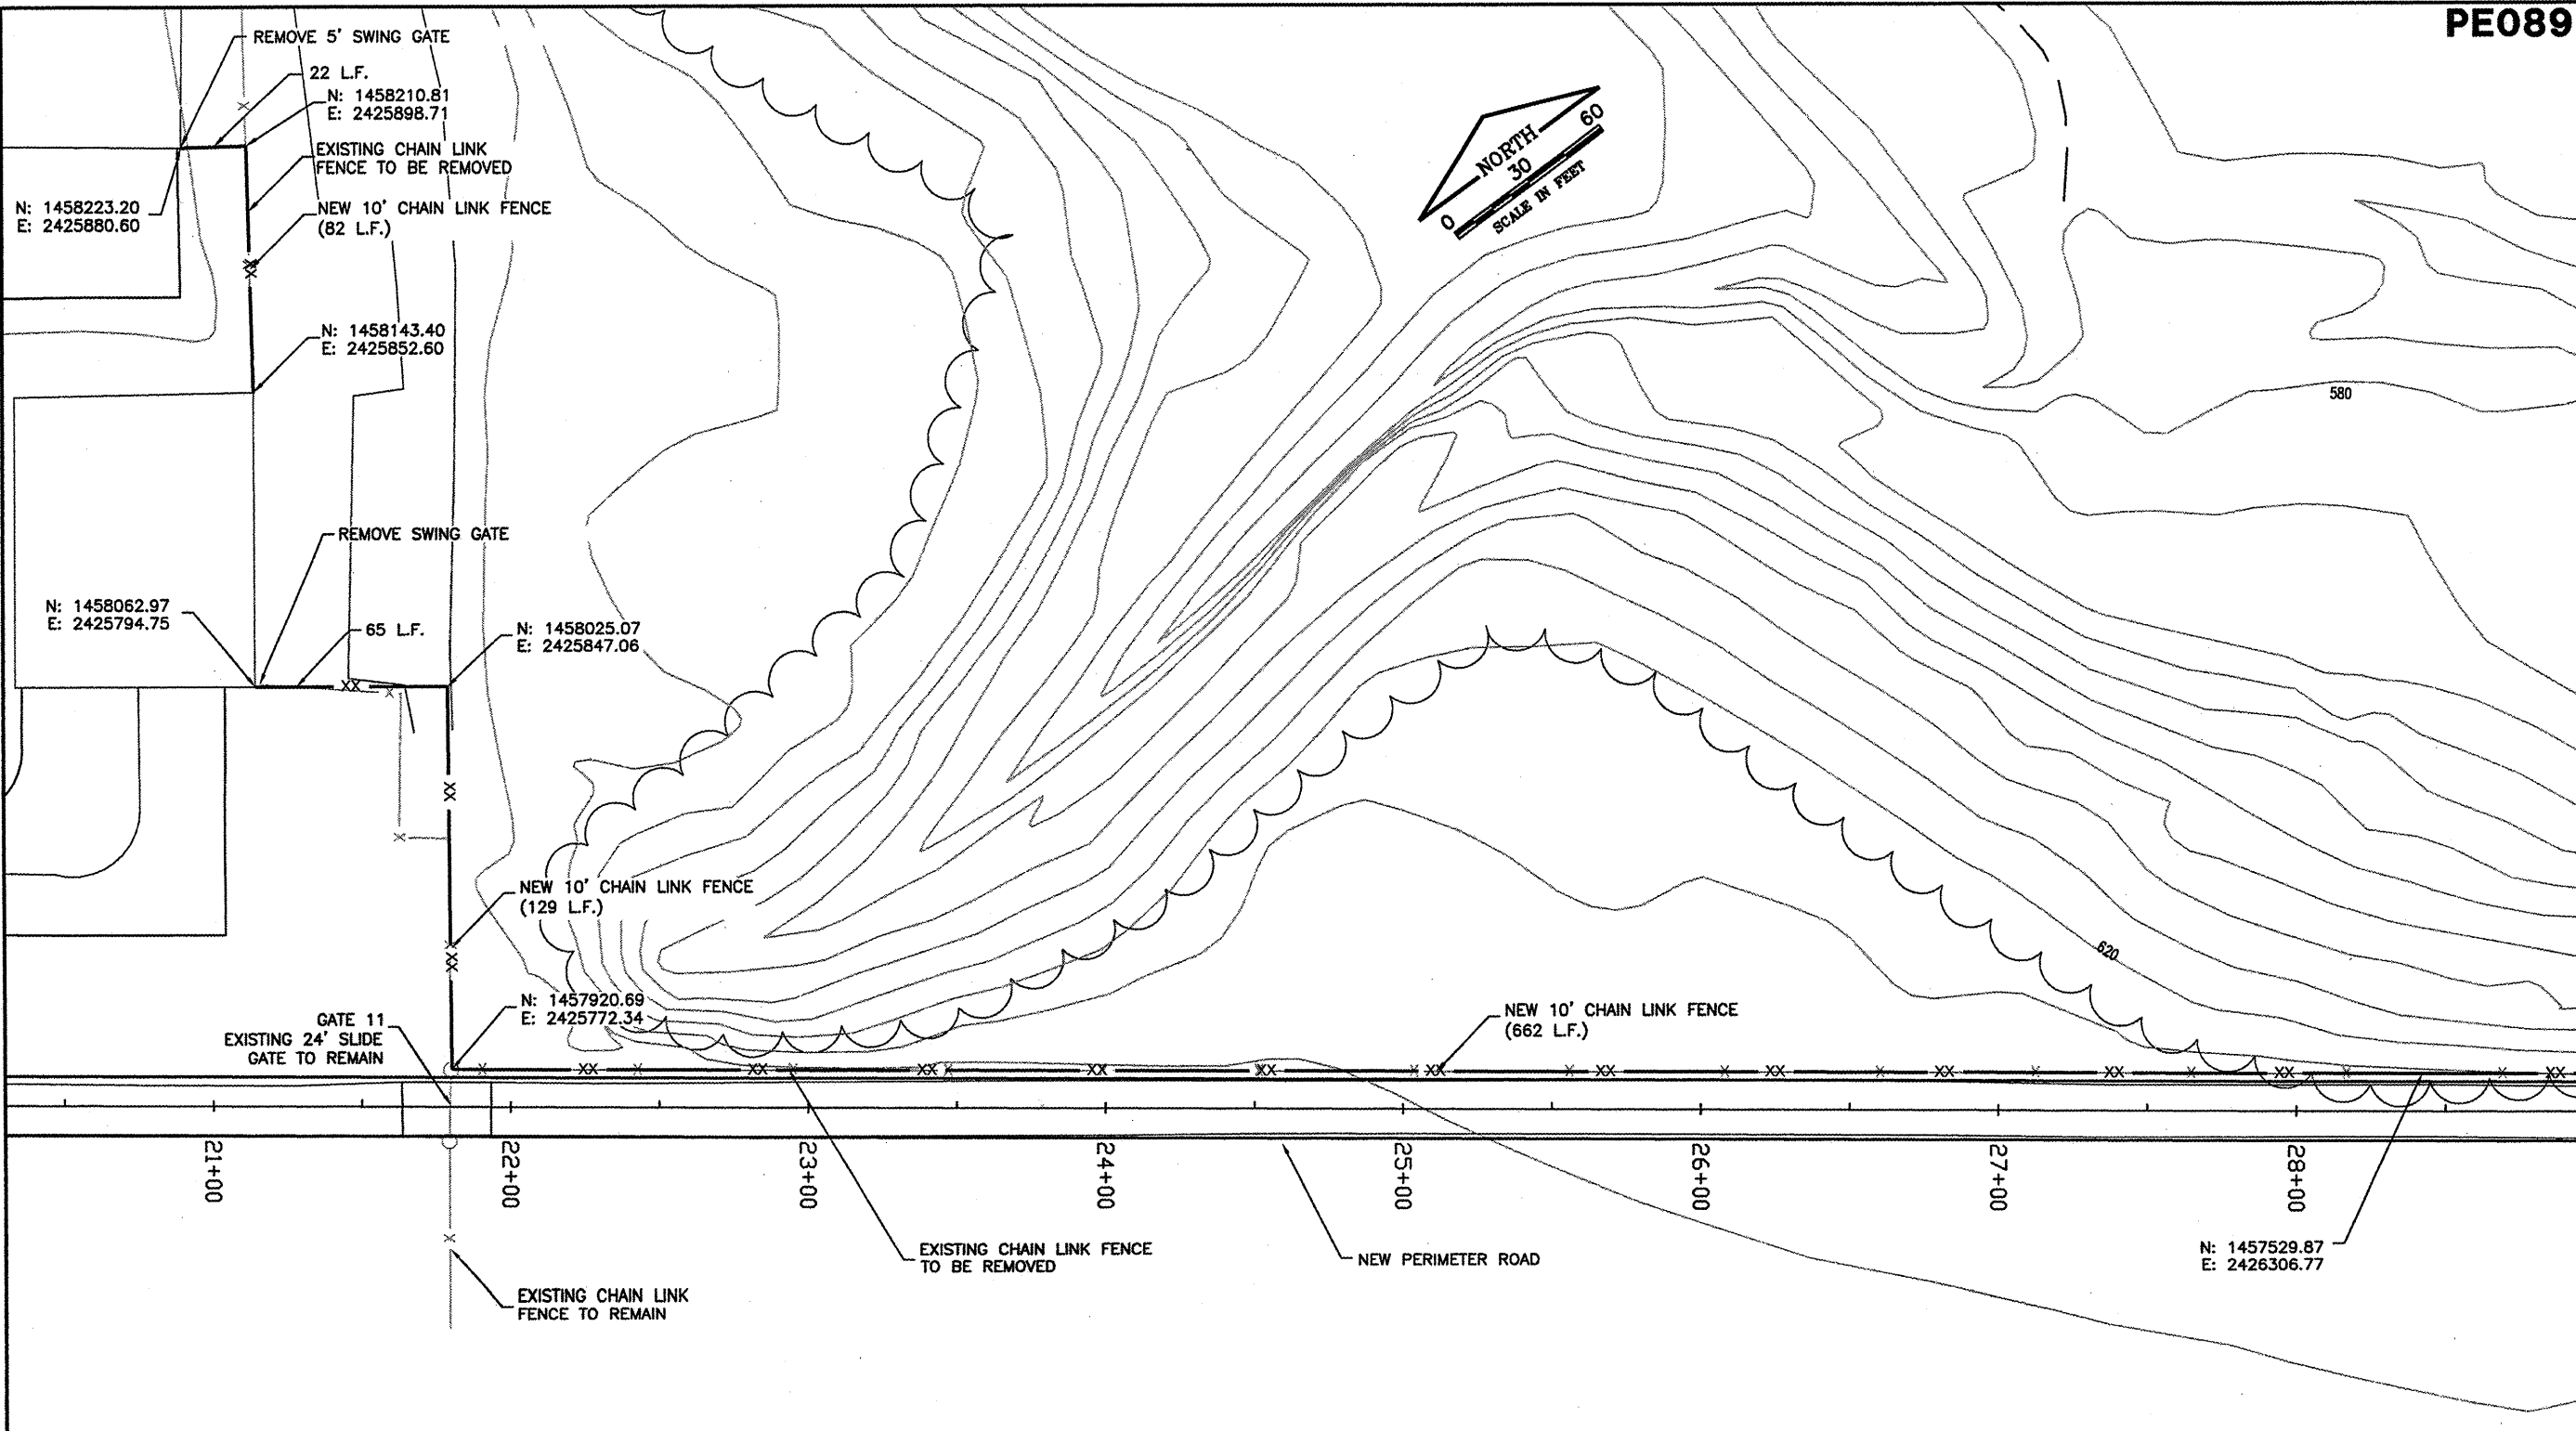 PE089
REMOVE 5' SWING GATE
22 L.F.
N: 1458210.81
E: 2425898.71
EXISTING CHAIN LINK
FENCE TO BE REMOVED
N: 1458223.20
E: 2425880.60
NEW 10' CHAIN LINK FENCE
(82 L.F.)
N: 1458143.40
E: 2425852.60
NORTH
0 30 60
SCALE IN FEET
580
REMOVE SWING GATE
N: 1458062.97
E: 2425794.75
65 L.F.
N: 1458025.07
E: 2425847.06
NEW 10' CHAIN LINK FENCE
(129 L.F.)
620
N: 1457920.69
E: 2425772.34
GATE 11
EXISTING 24' SLIDE
GATE TO REMAIN
NEW 10' CHAIN LINK FENCE
(662 L.F.)
21+00
22+00
23+00
24+00
25+00
26+00
27+00
28+00
EXISTING CHAIN LINK FENCE
TO BE REMOVED
NEW PERIMETER ROAD
N: 1457529.87
E: 2426306.77
EXISTING CHAIN LINK
FENCE TO REMAIN